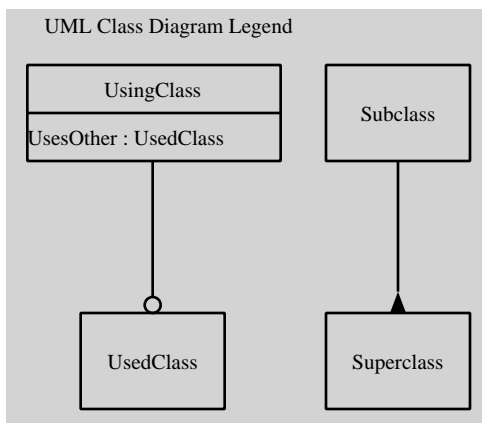 UML Class Diagram Legend
UsingClass
UsesOther : UsedClass
Subclass
UsedClass
Superclass